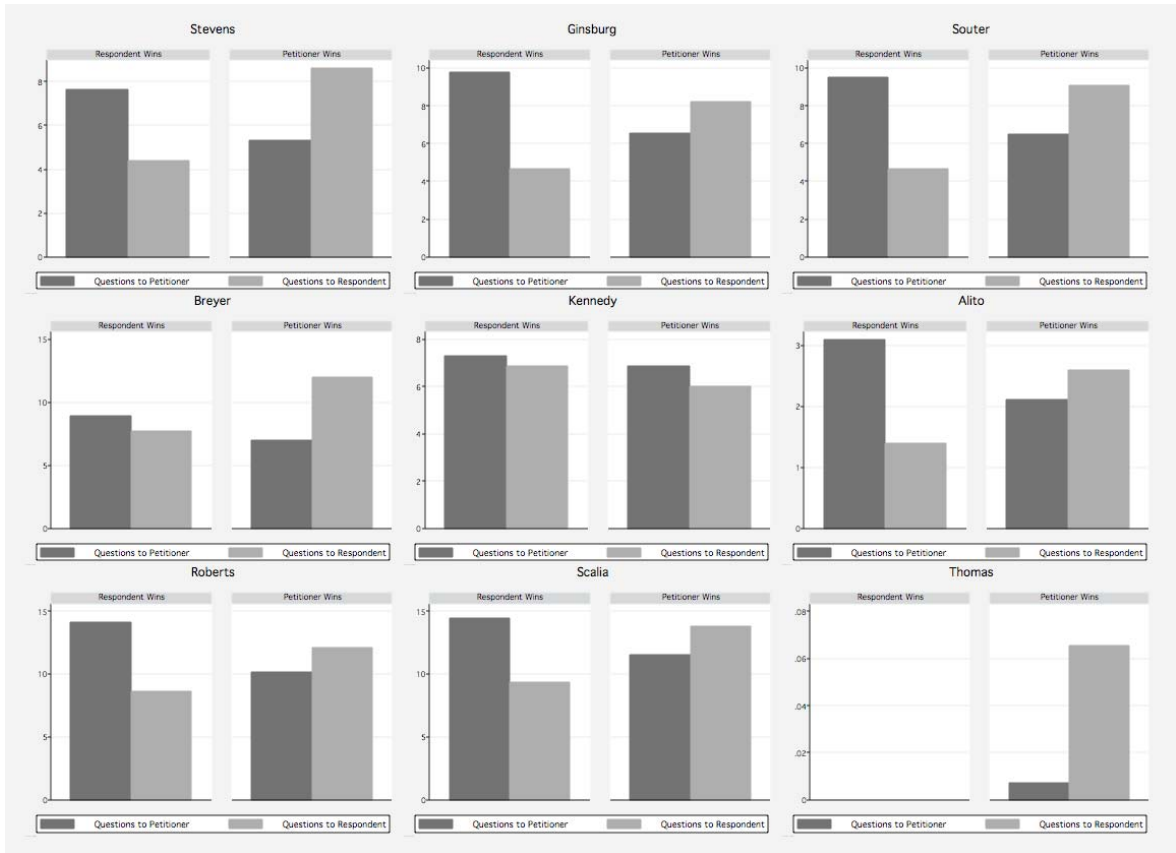 Stevens
Respondent Wins Petitioner Wins
8
6
4
2
0
Questions to Petitioner Questions to Respondent
Ginsburg
Respondent Wins Petitioner Wins
10
8
6
4
2
0
Questions to Petitioner Questions to Respondent
Souter
Respondent Wins Petitioner Wins
10
8
6
4
2
0
Questions to Petitioner Questions to Respondent
Breyer
Respondent Wins Petitioner Wins
15
10
5
0
Questions to Petitioner Questions to Respondent
Kennedy
Respondent Wins Petitioner Wins
8
6
4
2
0
Questions to Petitioner Questions to Respondent
Alito
Respondent Wins Petitioner Wins
3
2
1
0
Questions to Petitioner Questions to Respondent
Roberts
Respondent Wins Petitioner Wins
15
10
5
0
Questions to Petitioner Questions to Respondent
Scalia
Respondent Wins Petitioner Wins
15
10
5
0
Questions to Petitioner Questions to Respondent
Thomas
Respondent Wins Petitioner Wins
.08
.06
.04
.02
0
Questions to Petitioner Questions to Respondent